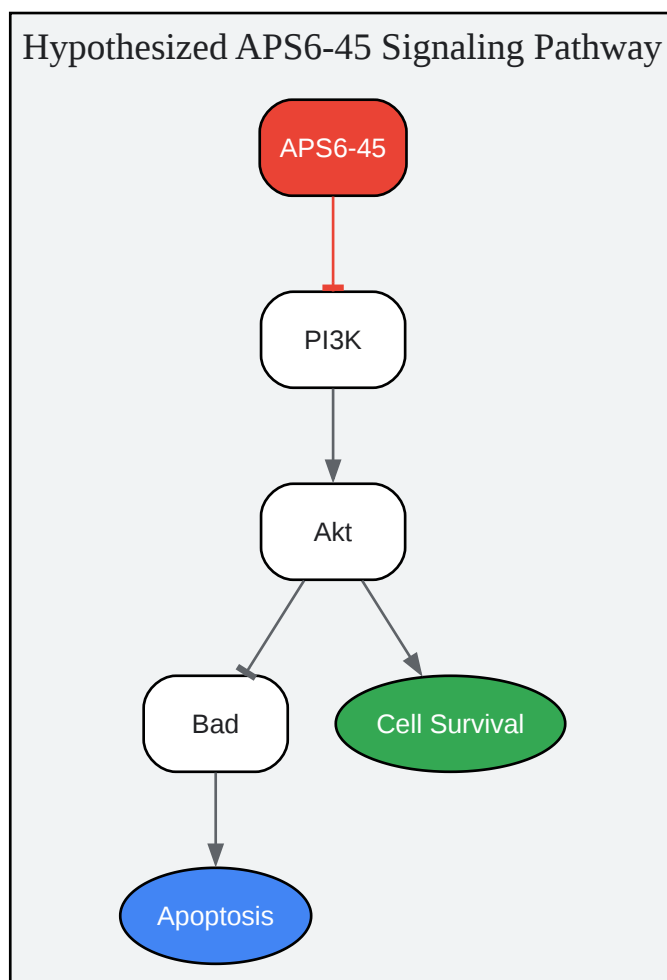 Hypothesized APS6-45 Signaling Pathway
APS6-45
PI3K
Akt
Bad
Cell Survival
Apoptosis